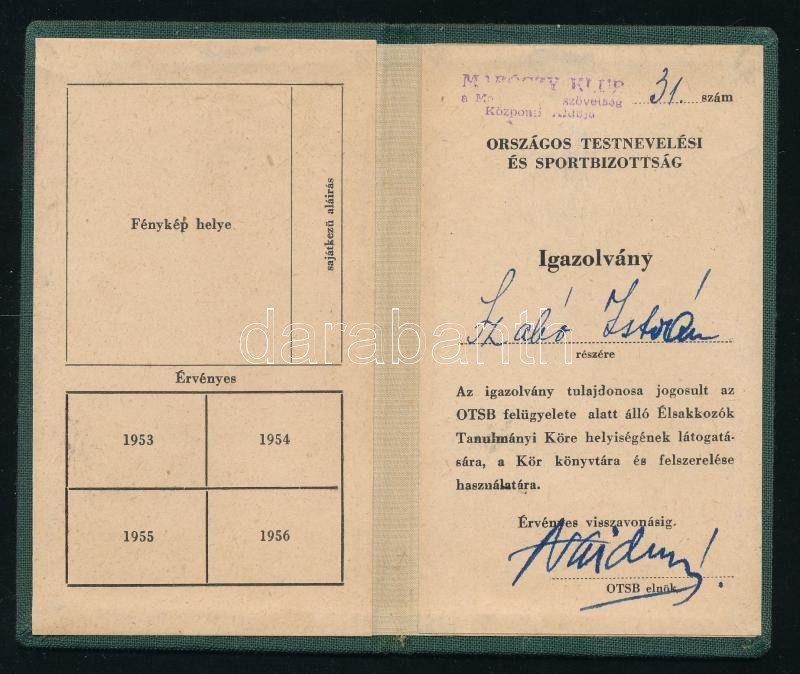 Fénykép helye
sajátkezű aláírás
Érvényes
1953
1954
1955
1956
KLUB
a szövetség
Központi
31. szám
ORSZÁGOS TESTNEVELÉSI
ÉS SPORTBIZOTTSÁG
Igazolvány
Szabó István
részére
Az igazolvány tulajdonosa jogosult az
OTSB felügyelete alatt álló Élsakkozók
Tanulmányi Köre helyiségének látogatá-
sára, a Kör könyvtára és felszerelése
használatára.
Érvényes visszavonásig.
OTSB elnök
darabanth